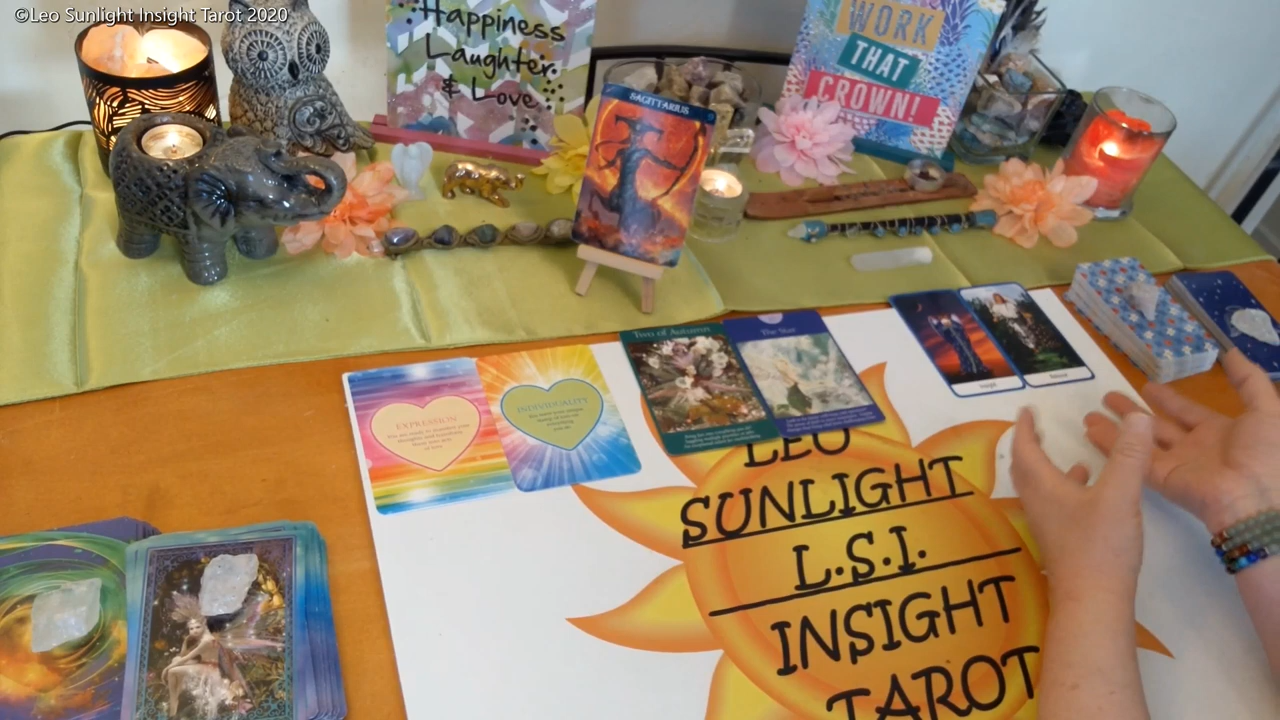 ©Leo Sunlight Insight Tarot 2020
Happiness
Laughter
& Love
WORK
THAT
CROWN!
SAGITTARIUS
Two of Autumn
The Star
EXPRESSION
INDIVIDUALITY
LEO
SUNLIGHT
L.S.I.
INSIGHT
TAROT